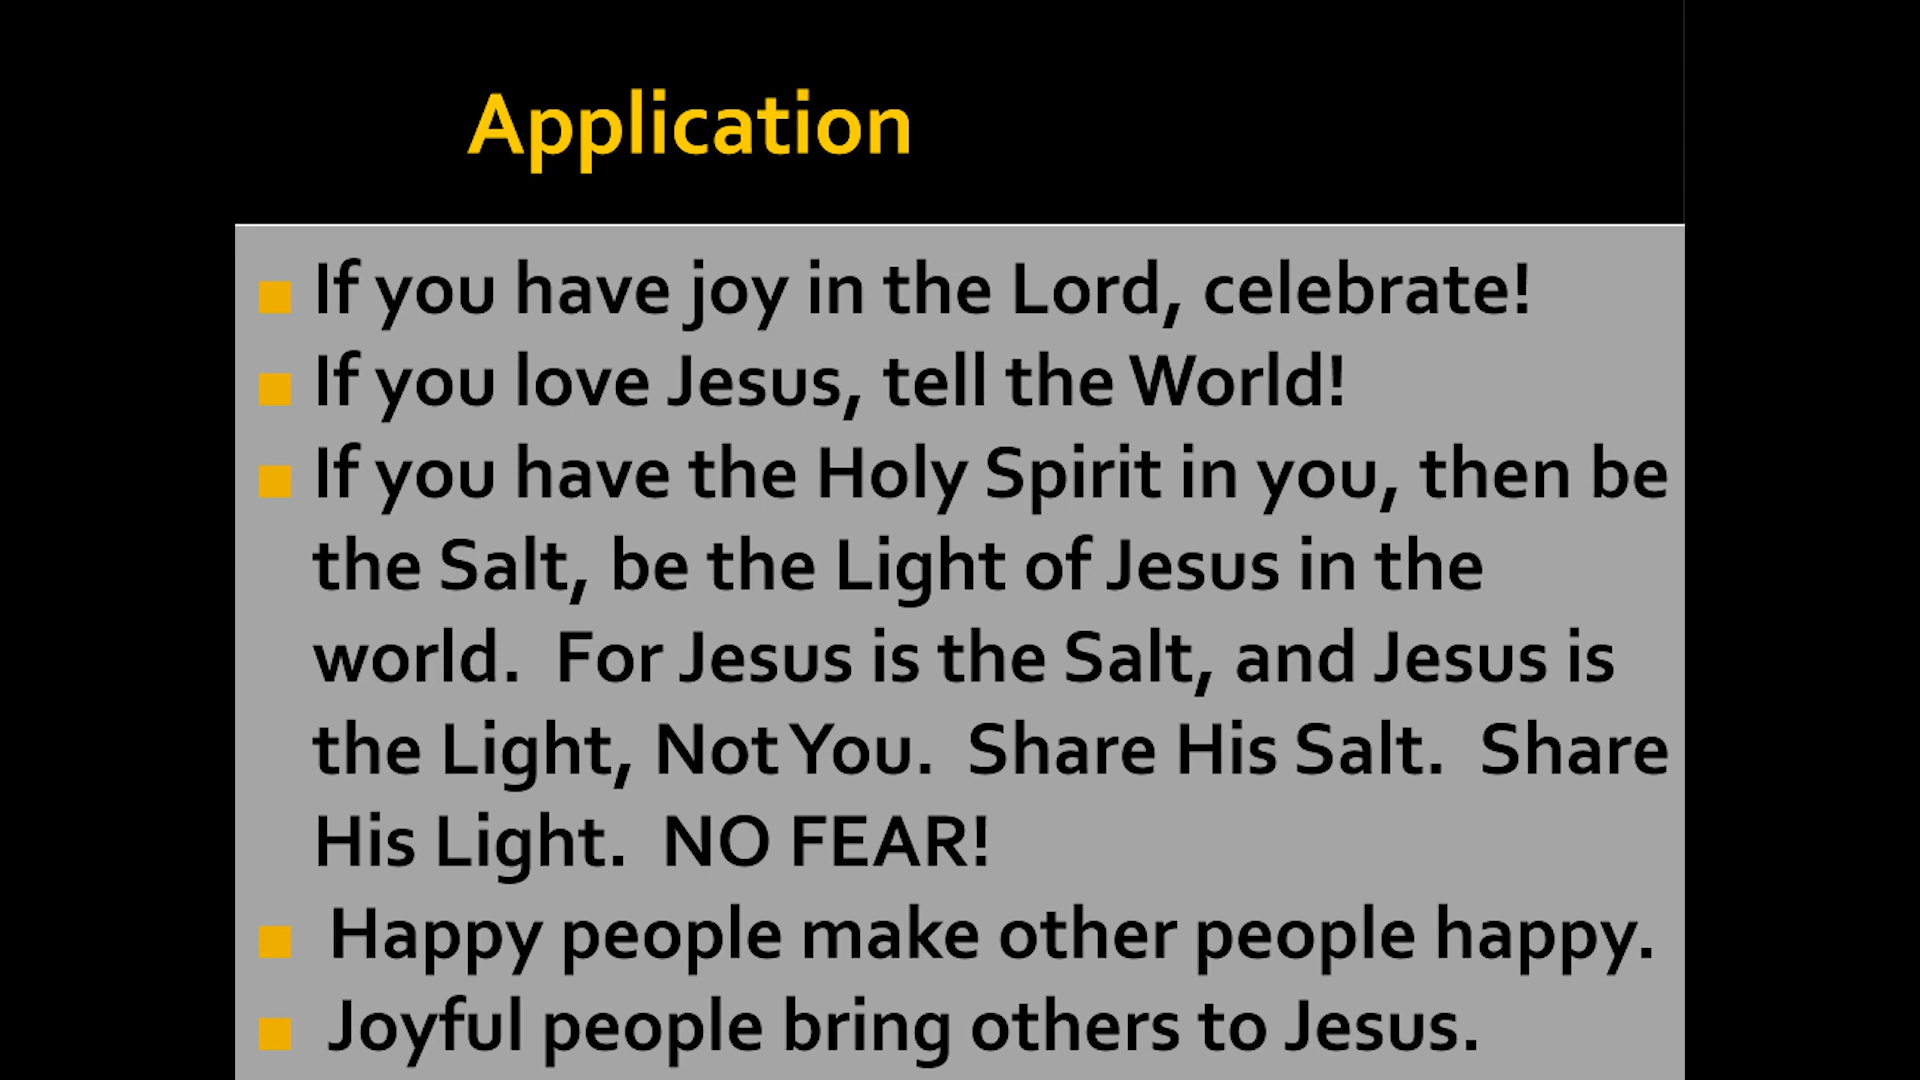 Application
If you have joy in the Lord, celebrate!
If you love Jesus, tell the World!
If you have the Holy Spirit in you, then be
the Salt, be the Light of Jesus in the
world.  For Jesus is the Salt, and Jesus is
the Light, Not You.  Share His Salt.  Share
His Light.  NO FEAR!
Happy people make other people happy.
Joyful people bring others to Jesus.